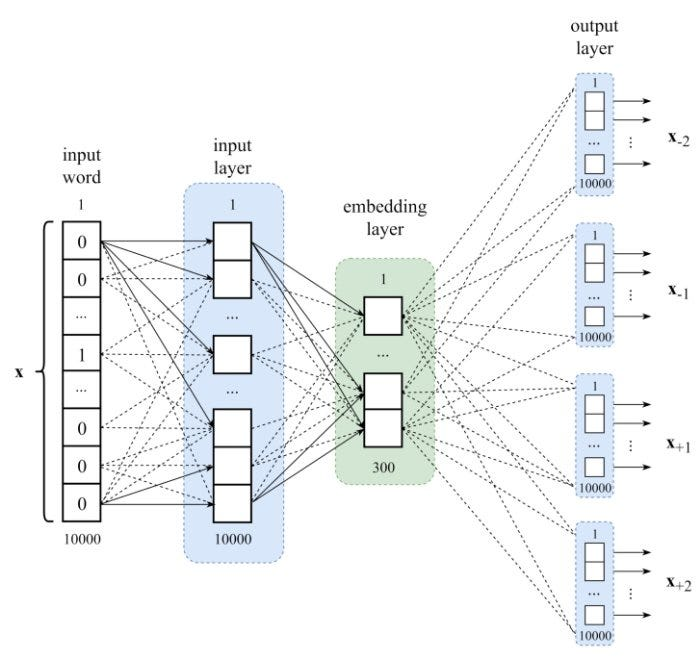 input
word
1
0
0
...
1
...
0
0
0
10000
x
input
layer
1
...
...
10000
embedding
layer
1
...
300
output
layer
1
...
10000
...
x-2
1
...
10000
...
x-1
1
...
10000
...
x+1
1
...
10000
...
x+2